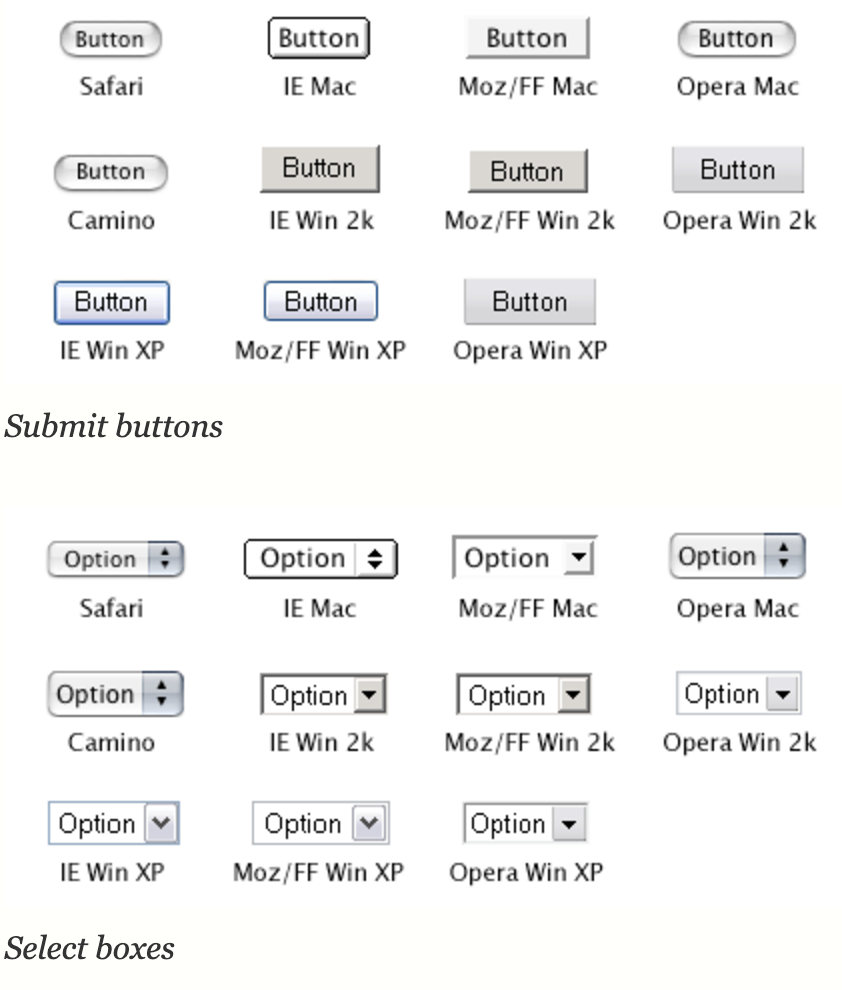 Button Button Button Button
Safari IE Mac Moz/FF Mac Opera Mac
Button Button Button Button
Camino IE Win 2k Moz/FF Win 2k Opera Win 2k
Button Button Button
IE Win XP Moz/FF Win XP Opera Win XP
Submit buttons
Option Option Option Option
Safari IE Mac Moz/FF Mac Opera Mac
Option Option Option Option
Camino IE Win 2k Moz/FF Win 2k Opera Win 2k
Option Option Option
IE Win XP Moz/FF Win XP Opera Win XP
Select boxes